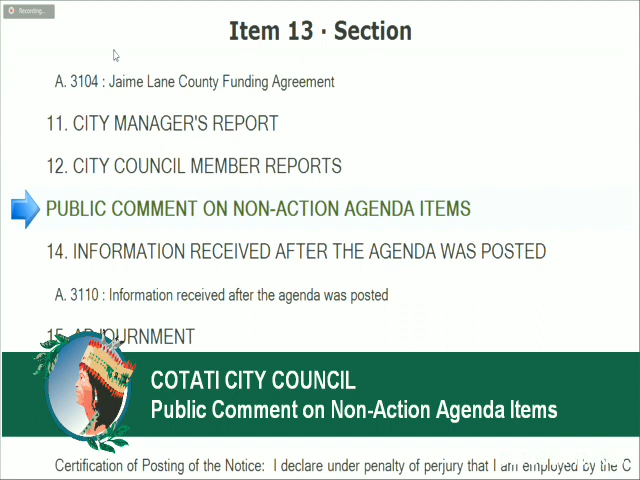 Recording...
Item 13 · Section
A. 3104 : Jaime Lane County Funding Agreement
11. CITY MANAGER'S REPORT
12. CITY COUNCIL MEMBER REPORTS
PUBLIC COMMENT ON NON-ACTION AGENDA ITEMS
14. INFORMATION RECEIVED AFTER THE AGENDA WAS POSTED
A. 3110 : Information received after the agenda was posted
15. ADJOURNMENT
COTATI CITY COUNCIL
Public Comment on Non-Action Agenda Items
Certification of Posting of the Notice: I declare under penalty of perjury that I am employed by the C